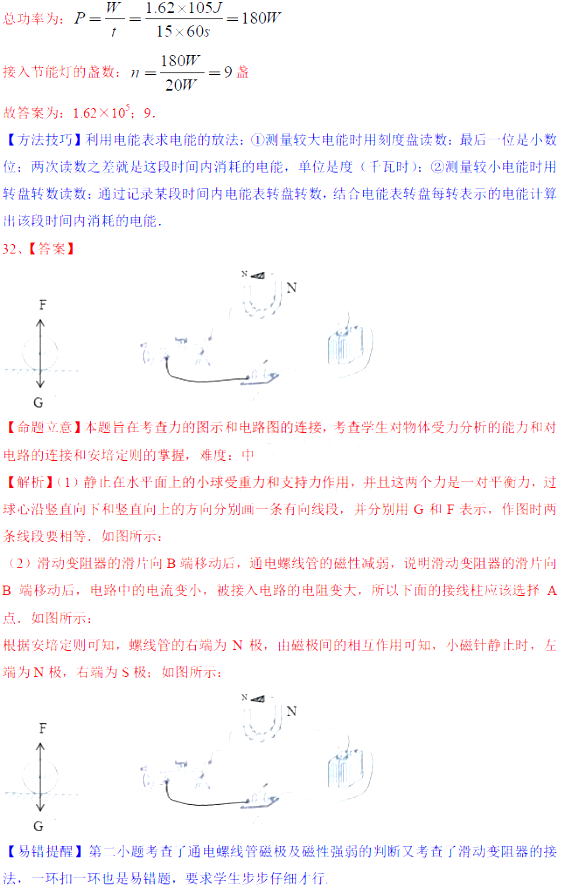 总功率为：P=W/t=1.62×105J/15×60s=180W
接入节能灯的盏数：n=180W/20W=9 盏
故答案为：1.62×10⁵；9．
【方法技巧】利用电能表求电能的放法；①测量较大电能时用刻度盘读数：最后一位是小数
位；两次读数之差就是这段时间内消耗的电能，单位是度（千瓦时）；②测量较小电能时用
转盘转数读数：通过记录某段时间内电能表转盘转数，结合电能表转盘每转表示的电能计算
出该段时间内消耗的电能．
32、【答案】
F
G
N
N
【命题立意】本题旨在考查力的图示和电路图的连接，考查学生对物体受力分析的能力和对
电路的连接和安培定则的掌握，难度：中
【解析】（1）静止在水平面上的小球受重力和支持力作用，并且这两个力是一对平衡力，过
球心沿竖直向下和竖直向上的方向分别画一条有向线段，并分别用 G 和 F 表示，作图时两
条线段要相等．如图所示：
（2）滑动变阻器的滑片向 B 端移动后，通电螺线管的磁性减弱，说明滑动变阻器的滑片向
B 端移动后，电路中的电流变小，被接入电路的电阻变大，所以下面的接线柱应该选择 A
点．如图所示；
根据安培定则可知，螺线管的右端为 N 极，由磁极间的相互作用可知，小磁针静止时，左
端为 N 极，右端为 S 极；如图所示：
F
G
N
N
【易错提醒】第二小题考查了通电螺线管磁极及磁性强弱的判断又考查了滑动变阻器的接
法，一环扣一环也是易错题，要求学生步步仔细才行.